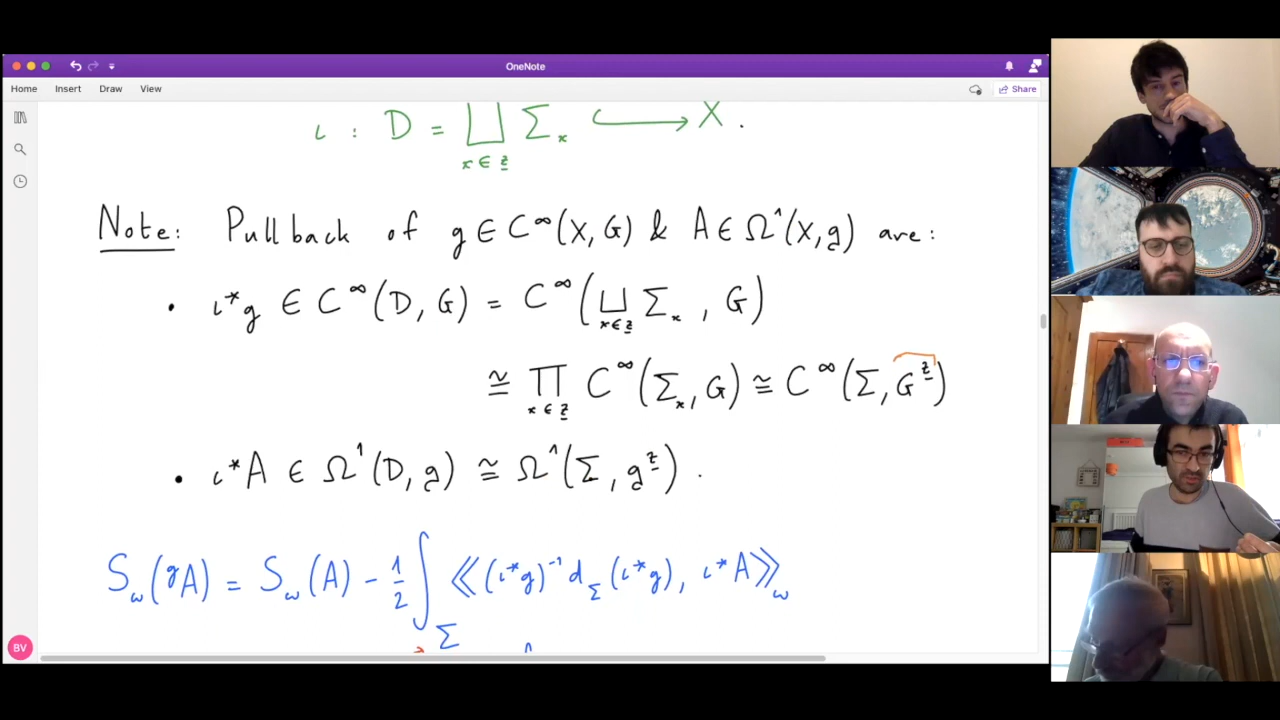 OneNote
Home Insert Draw View Share
ι : D = ⨆_{x∈z} Σ_x ↪ X .
Note: Pullback of g ∈ C^∞(X, G) & A ∈ Ω^1(X, g) are:
• ι*g ∈ C^∞(D, G) = C^∞(⨆_{x∈z} Σ_x , G)
≅ ∏_{x∈z} C^∞(Σ_x, G) ≅ C^∞(Σ, G^z)
• ι*A ∈ Ω^1(D, g) ≅ Ω^1(Σ, g^z) .
S_ω(^gA) = S_ω(A) - 1/2 ∫_Σ ⟪(ι*g)^{-1} d_Σ(ι*g), ι*A⟫_ω
BV